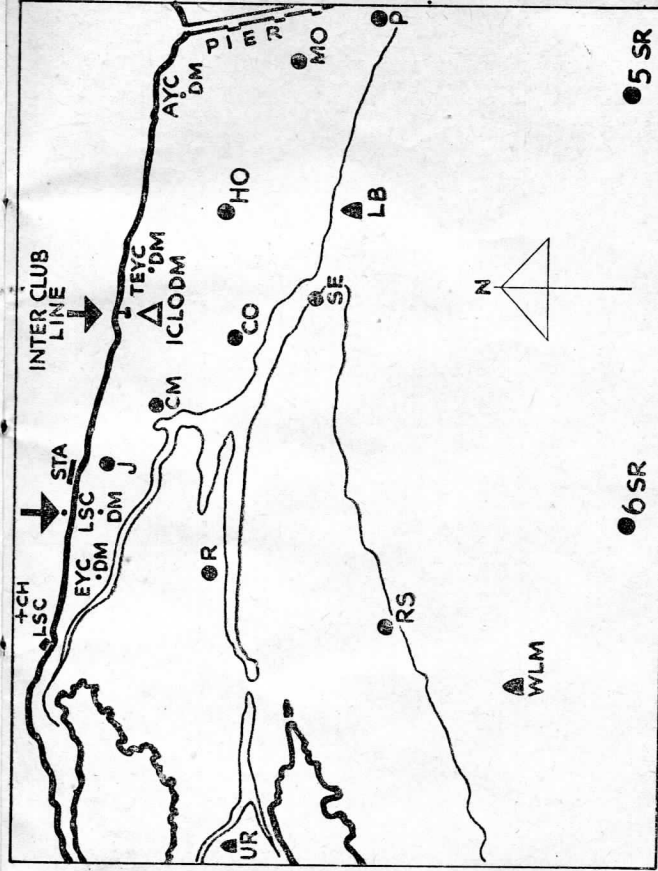 INTER CLUB
LINE
STA
+CH
LSC
LSC
DM
EYC
DM
J
CM
TEYC
DM
ICLODM
AYC
DM
PIER
MO
HO
CO
R
P
LB
SE
RS
UR
WLM
N
6 SR
5 SR